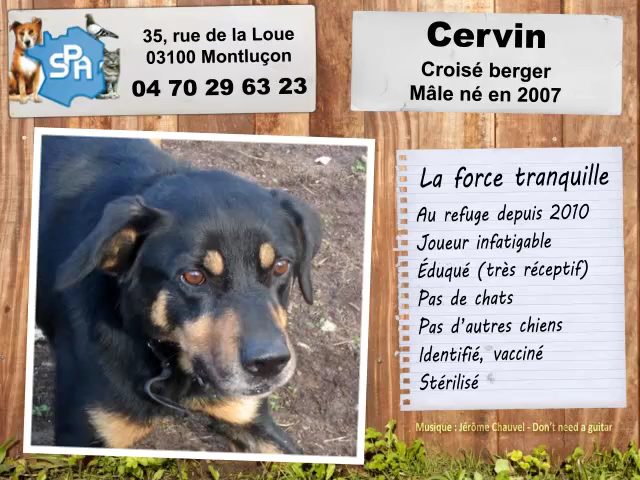 SPA
35, rue de la Loue
03100 Montluçon
04 70 29 63 23
Cervin
Croisé berger
Mâle né en 2007
La force tranquille
Au refuge depuis 2010
Joueur infatigable
Éduqué (très réceptif)
Pas de chats
Pas d'autres chiens
Identifié, vacciné
Stérilisé
Musique : Jérôme Chauvel - Don't need a guitar